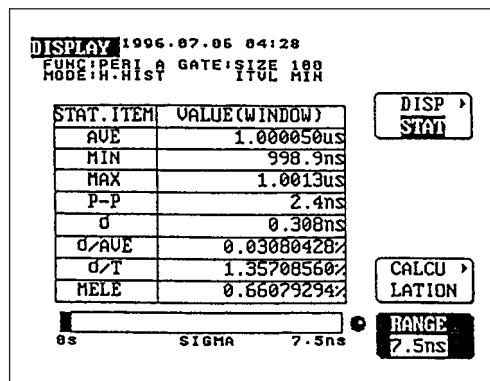 DISPLAY 1996.07.06 04:28
FUNC:PERI A GATE:SIZE 100
MODE:H.HIST ITVL MIN
STAT.ITEM VALUE(WINDOW)
AVE 1.000050us
MIN 998.9ns
MAX 1.0013us
P-P 2.4ns
σ 0.308ns
σ/AVE 0.03080428%
σ/T 1.35708560%
MELE 0.66079294%
DISP
STAT
CALCU
LATION
0s SIGMA 7.5ns
RANGE
7.5ns